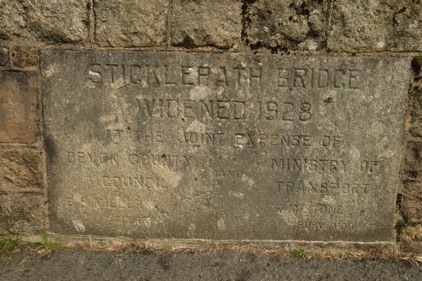 STICKLEPATH BRIDGE
WIDENED 1928
AT THE JOINT EXPENSE OF
DEVON COUNTY MINISTRY OF
COUNCIL AND TRANSPORT